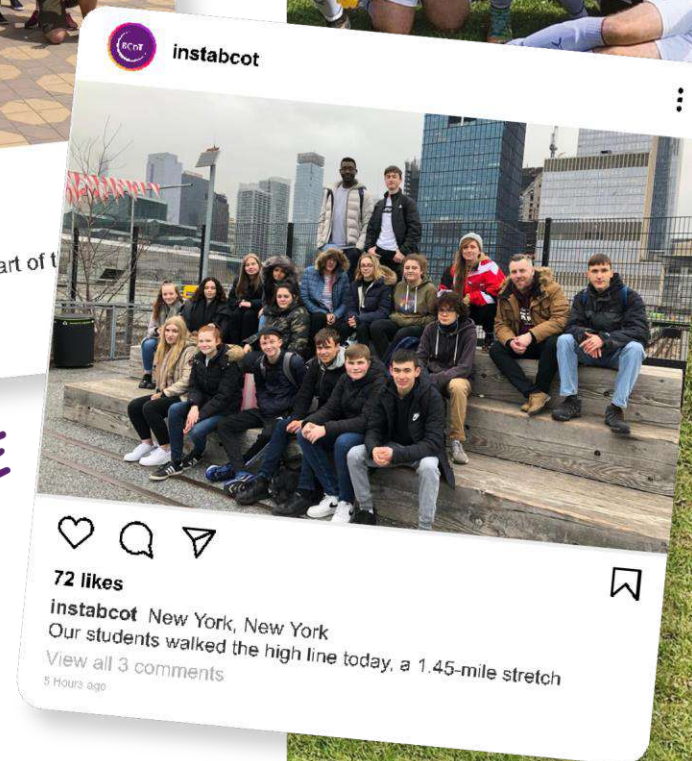 BCOT
instabcot
art of t
72 likes
instabcot New York, New York
Our students walked the high line today, a 1.45-mile stretch
View all 3 comments
5 Hours ago